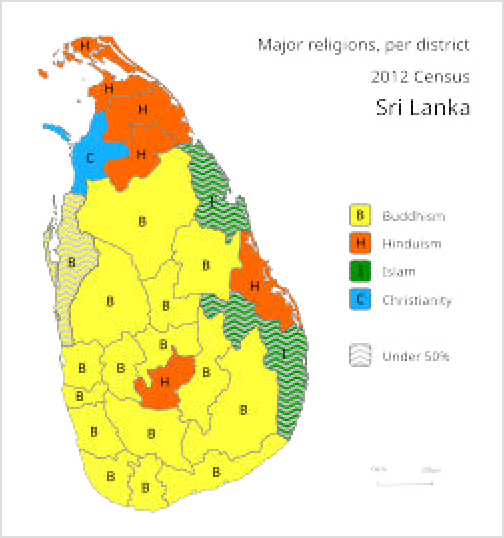 Major religions, per district
2012 Census
Sri Lanka
H
H
H
C
H
I
B
B
B
H
B
B
B
I
B
B
B
H
B
B
B
B
B
B
B
B
B Buddhism
H Hinduism
I Islam
C Christianity
Under 50%